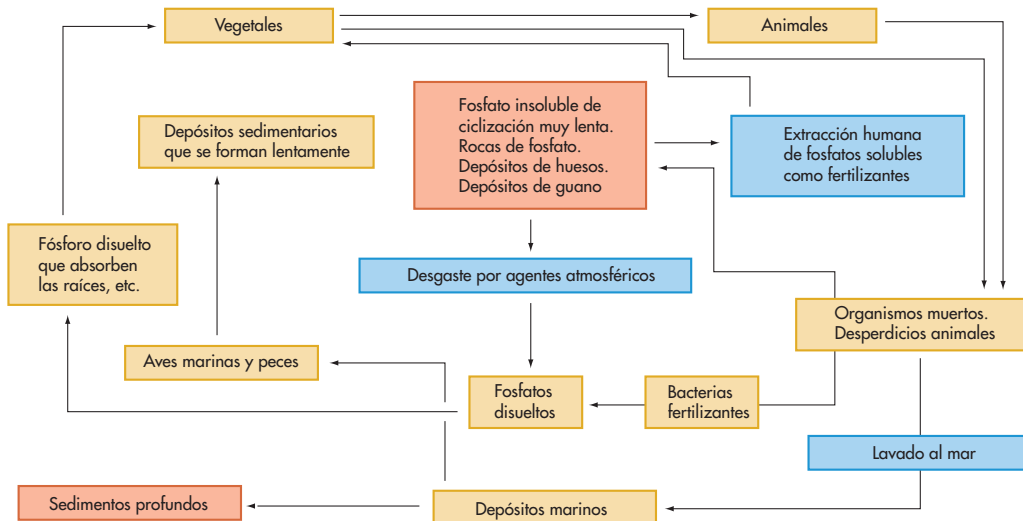 Vegetales
Animales
Fosfato insoluble de
ciclización muy lenta.
Rocas de fosfato.
Depósitos de huesos.
Depósitos de guano
Depósitos sedimentarios
que se forman lentamente
Extracción humana
de fosfatos solubles
como fertilizantes
Fósforo disuelto
que absorben
las raíces, etc.
Desgaste por agentes atmosféricos
Organismos muertos.
Desperdicios animales
Aves marinas y peces
Fosfatos
disueltos
Bacterias
fertilizantes
Lavado al mar
Sedimentos profundos
Depósitos marinos